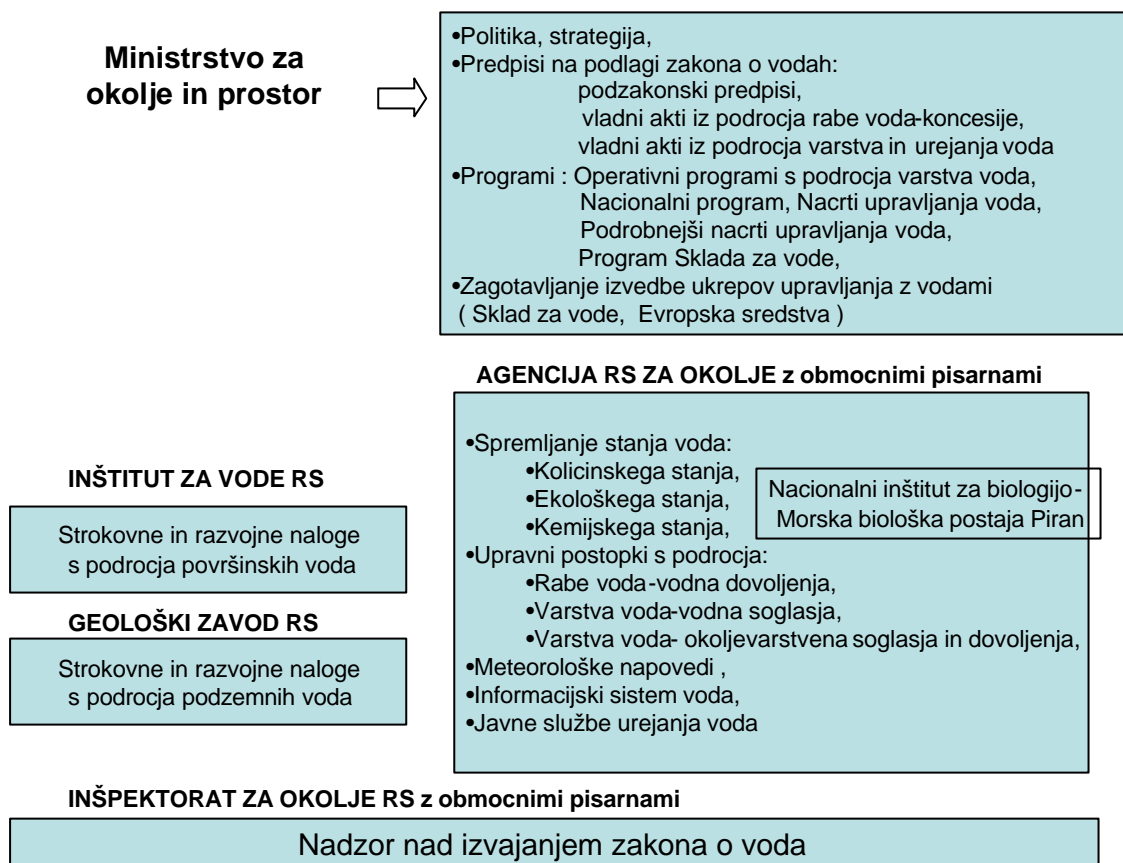 Ministrstvo za
okolje in prostor
•Politika, strategija,
•Predpisi na podlagi zakona o vodah:
podzakonski predpisi,
vladni akti iz podrocja rabe voda-koncesije,
vladni akti iz podrocja varstva in urejanja voda
•Programi : Operativni programi s podrocja varstva voda,
Nacionalni program, Nacrti upravljanja voda,
Podrobnejši nacrti upravljanja voda,
Program Sklada za vode,
•Zagotavljanje izvedbe ukrepov upravljanja z vodami
( Sklad za vode, Evropska sredstva )
AGENCIJA RS ZA OKOLJE z obmocnimi pisarnami
•Spremljanje stanja voda:
•Kolicinskega stanja,
•Ekološkega stanja,
•Kemijskega stanja,
Nacionalni inštitut za biologijo-
Morska biološka postaja Piran
•Upravni postopki s podrocja:
•Rabe voda-vodna dovoljenja,
•Varstva voda-vodna soglasja,
•Varstva voda- okoljevarstvena soglasja in dovoljenja,
•Meteorološke napovedi ,
•Informacijski sistem voda,
•Javne službe urejanja voda
INŠTITUT ZA VODE RS
Strokovne in razvojne naloge
s podrocja površinskih voda
GEOLOŠKI ZAVOD RS
Strokovne in razvojne naloge
s podrocja podzemnih voda
INŠPEKTORAT ZA OKOLJE RS z obmocnimi pisarnami
Nadzor nad izvajanjem zakona o voda